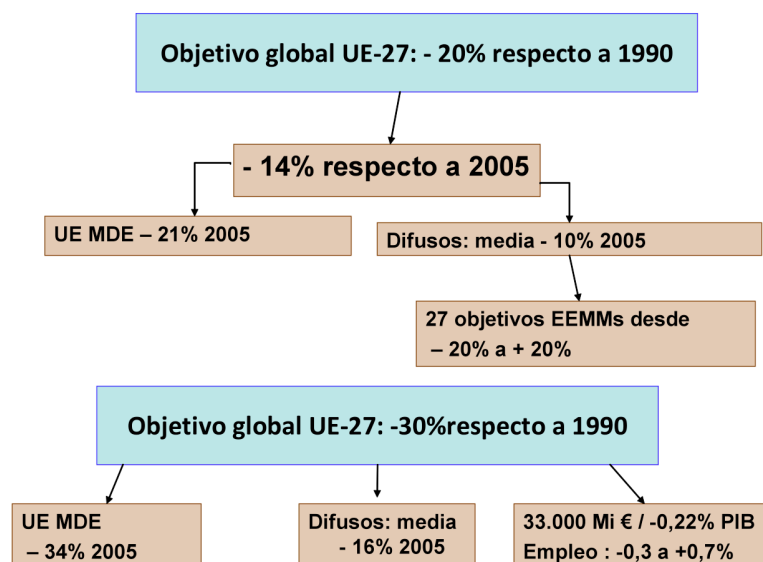 Objetivo global UE-27: - 20% respecto a 1990
- 14% respecto a 2005
UE MDE – 21% 2005
Difusos: media - 10% 2005
27 objetivos EEMMs desde
– 20% a + 20%
Objetivo global UE-27: -30%respecto a 1990
UE MDE
– 34% 2005
Difusos: media
- 16% 2005
33.000 Mi € / -0,22% PIB
Empleo : -0,3 a +0,7%